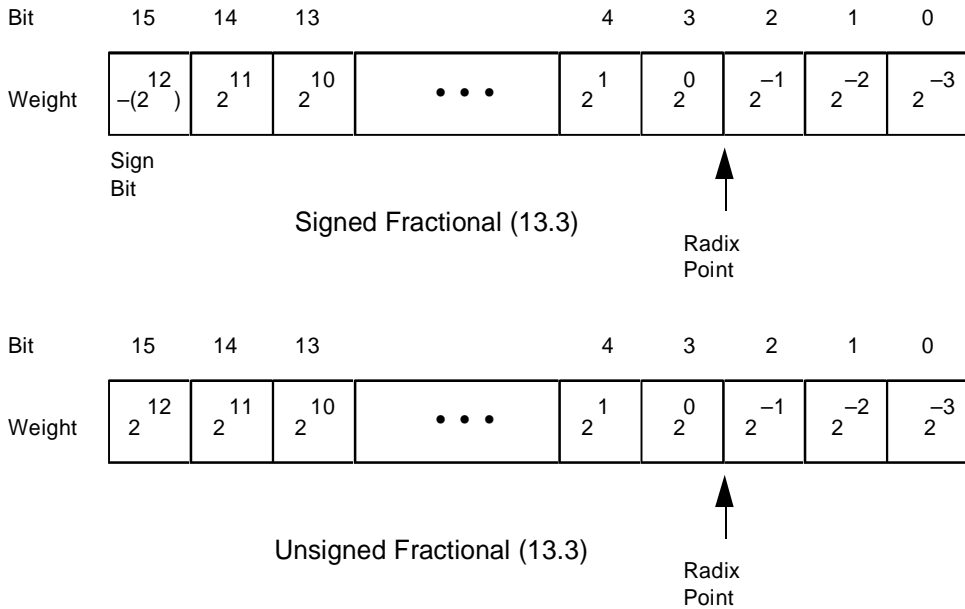 Bit 15 14 13 4 3 2 1 0
Weight –(2^12) 2^11 2^10 • • • 2^1 2^0 2^–1 2^–2 2^–3
Sign
Bit
Signed Fractional (13.3)
Radix
Point
Bit 15 14 13 4 3 2 1 0
Weight 2^12 2^11 2^10 • • • 2^1 2^0 2^–1 2^–2 2^–3
Unsigned Fractional (13.3)
Radix
Point